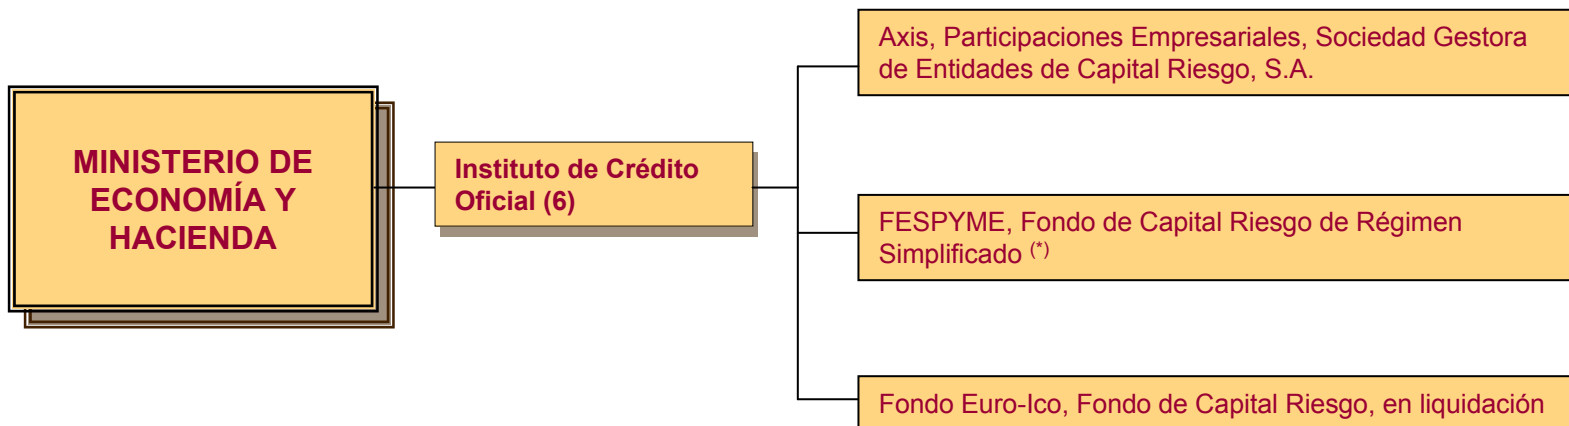 MINISTERIO DE
ECONOMÍA Y
HACIENDA
Instituto de Crédito
Oficial (6)
Axis, Participaciones Empresariales, Sociedad Gestora
de Entidades de Capital Riesgo, S.A.
FESPYME, Fondo de Capital Riesgo de Régimen
Simplificado (*)
Fondo Euro-Ico, Fondo de Capital Riesgo, en liquidación